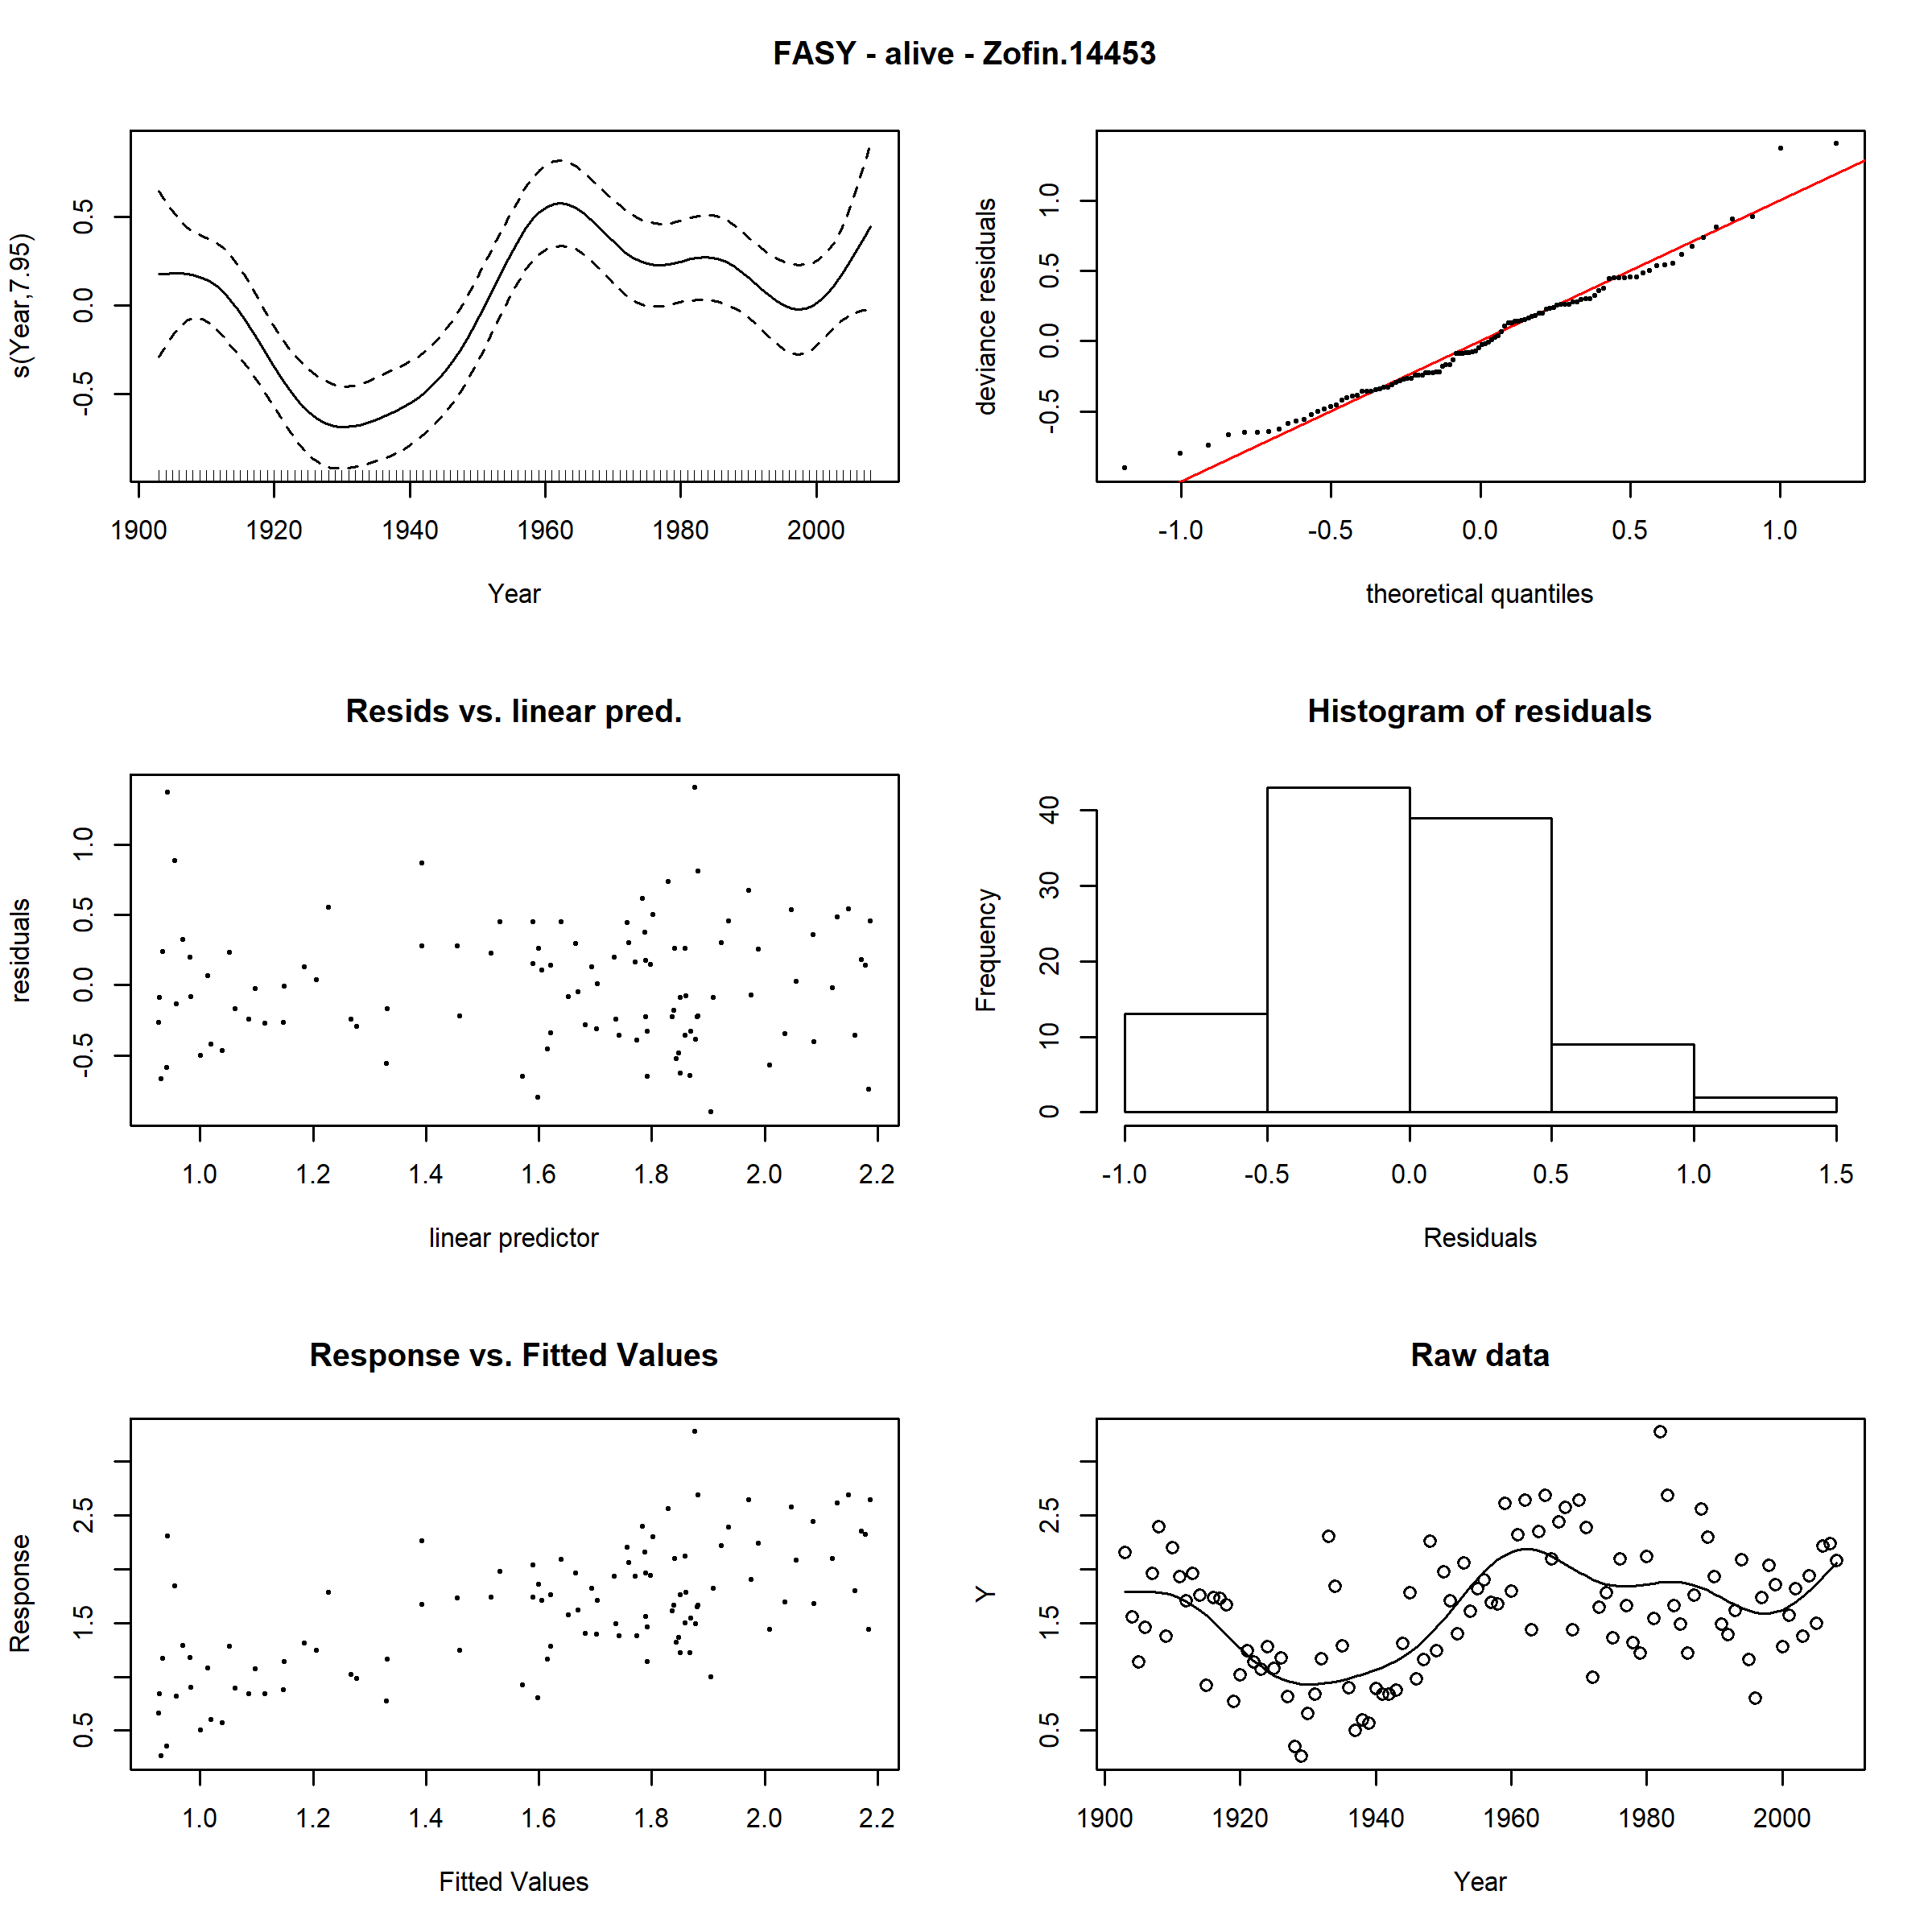 FASY - alive - Zofin.14453
s(Year,7.95)
0.5
0.0
-0.5
1900 1920 1940 1960 1980 2000
Year
deviance residuals
1.0
0.5
0.0
-0.5
-1.0 -0.5 0.0 0.5 1.0
theoretical quantiles
Resids vs. linear pred.
residuals
1.0
0.5
0.0
-0.5
1.0 1.2 1.4 1.6 1.8 2.0 2.2
linear predictor
Histogram of residuals
Frequency
40
30
20
10
0
-1.0 -0.5 0.0 0.5 1.0 1.5
Residuals
Response vs. Fitted Values
Response
2.5
1.5
0.5
1.0 1.2 1.4 1.6 1.8 2.0 2.2
Fitted Values
Raw data
Y
2.5
1.5
0.5
1900 1920 1940 1960 1980 2000
Year